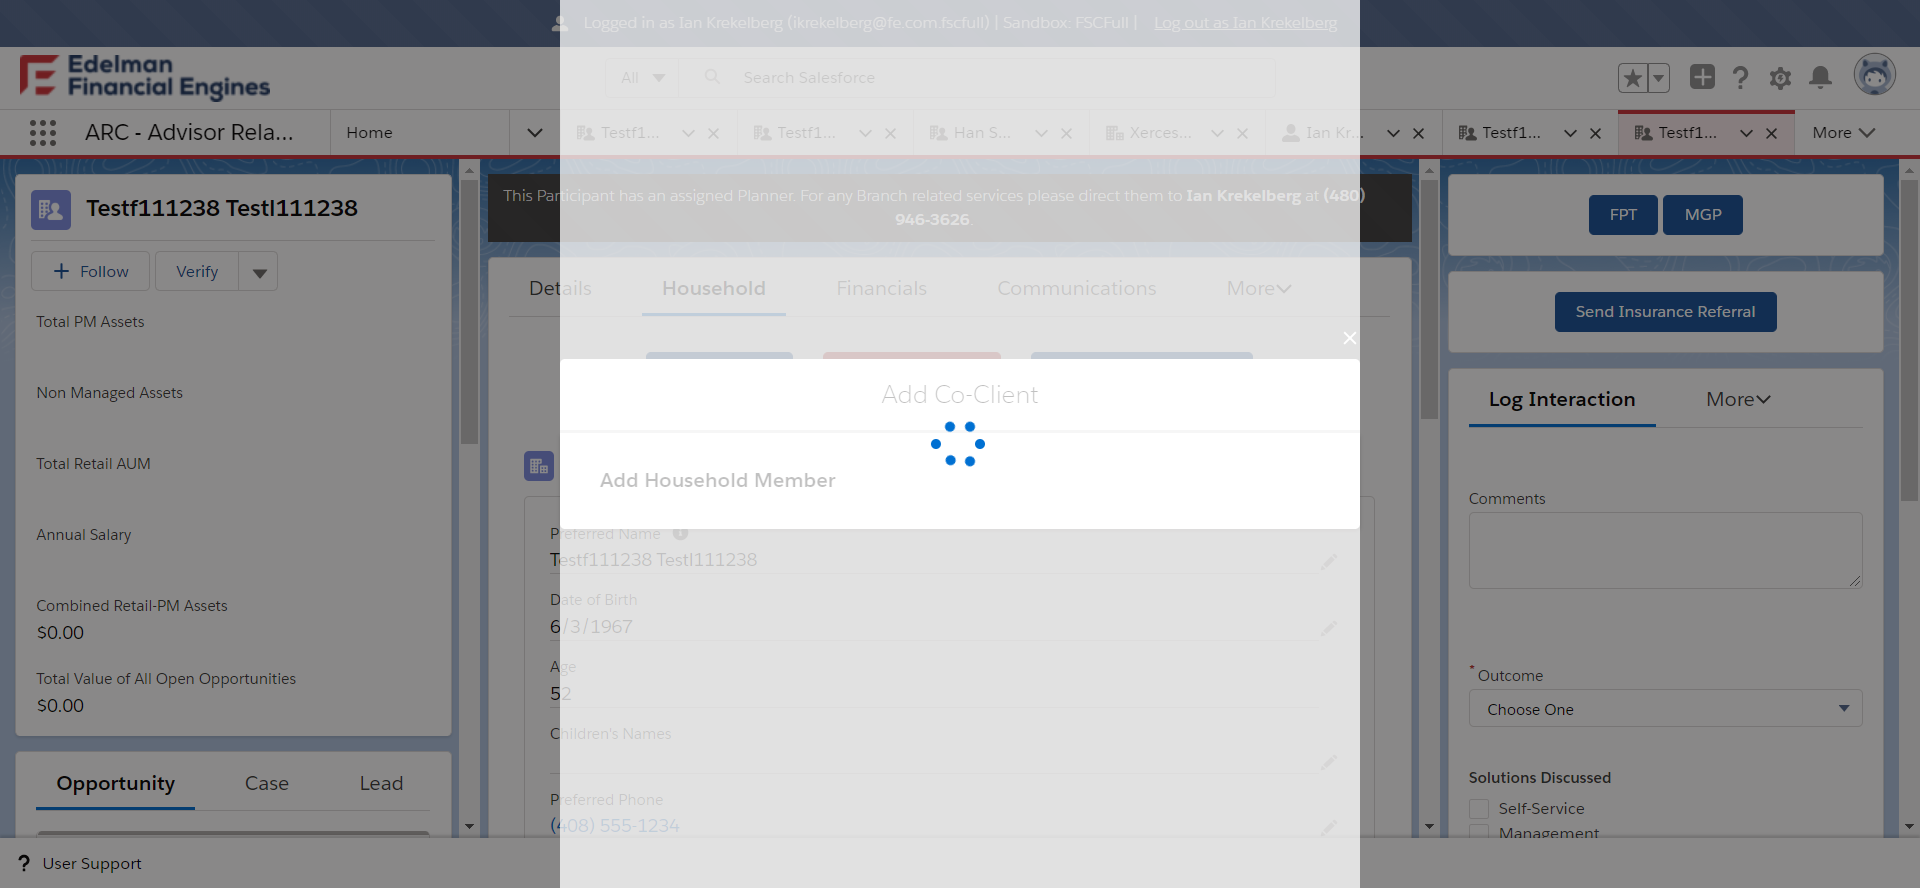 Logged in as Ian Krekelberg (ikrekelberg@fe.com.fscfull) | Sandbox: FSCFull | Log out as Ian Krekelberg
Edelman
Financial Engines
All
Search Salesforce
ARC - Advisor Rela...
Home
Testf1...
Testf1...
Han S...
Xerces...
Ian Kr...
Testf1...
Testf1...
More
Testf111238 Testl111238
Follow
Verify
Total PM Assets
Non Managed Assets
Total Retail AUM
Annual Salary
Combined Retail-PM Assets
$0.00
Total Value of All Open Opportunities
$0.00
Opportunity
Case
Lead
This Participant has an assigned Planner. For any Branch related services please direct them to Ian Krekelberg at (480)
946-3626.
Details
Household
Financials
Communications
More
Add Co-Client
Add Household Member
Preferred Name
Testf111238 Testl111238
Date of Birth
6/3/1967
Age
52
Children's Names
Preferred Phone
(408) 555-1234
FPT
MGP
Send Insurance Referral
Log Interaction
More
Comments
* Outcome
Choose One
Solutions Discussed
Self-Service
Management
? User Support